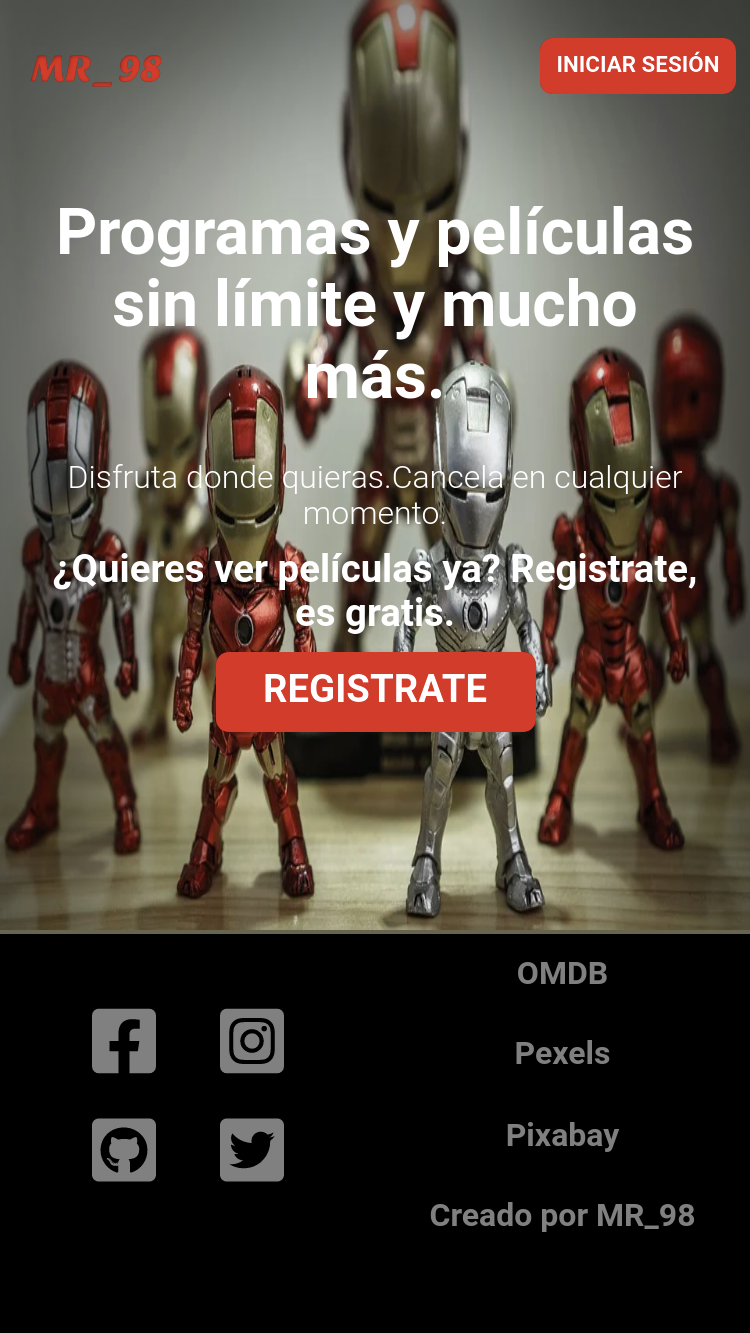 MR_98
INICIAR SESIÓN
Programas y películas
sin límite y mucho
más.
Disfruta donde quieras.Cancela en cualquier
momento.
¿Quieres ver películas ya? Registrate,
es gratis.
REGISTRATE
OMDB
Pexels
Pixabay
Creado por MR_98